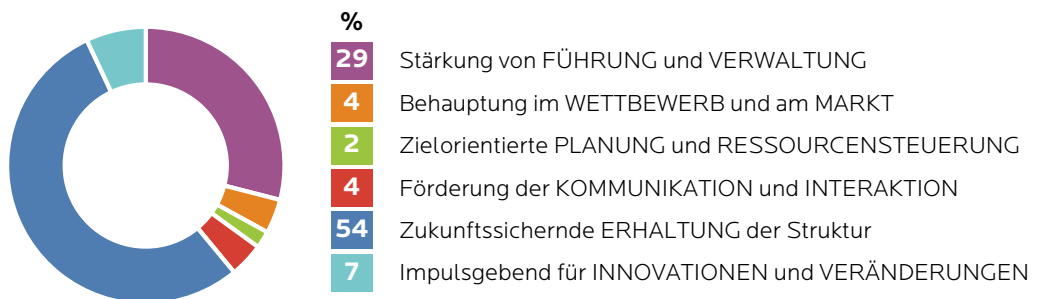 %
29 Stärkung von FÜHRUNG und VERWALTUNG
4 Behauptung im WETTBEWERB und am MARKT
2 Zielorientierte PLANUNG und RESSOURCENSTEUERUNG
4 Förderung der KOMMUNIKATION und INTERAKTION
54 Zukunftssichernde ERHALTUNG der Struktur
7 Impulsgebend für INNOVATIONEN und VERÄNDERUNGEN